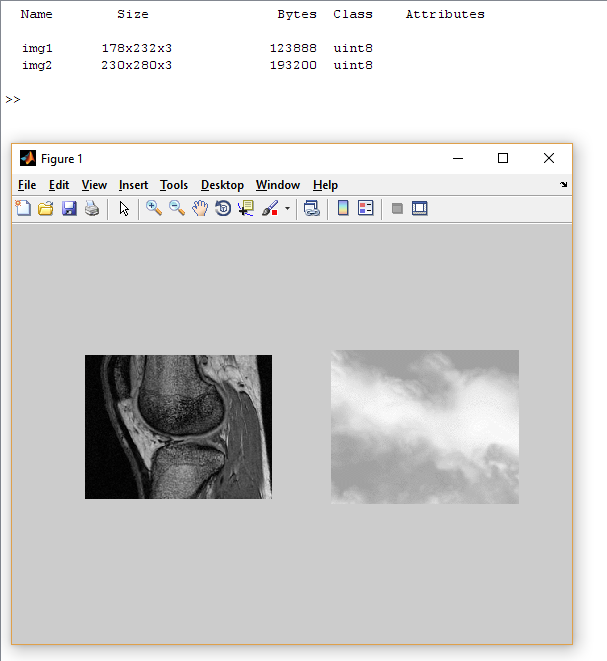 Name Size Bytes Class Attributes
img1 178x232x3 123888 uint8
img2 230x280x3 193200 uint8
>>
Figure 1
File Edit View Insert Tools Desktop Window Help